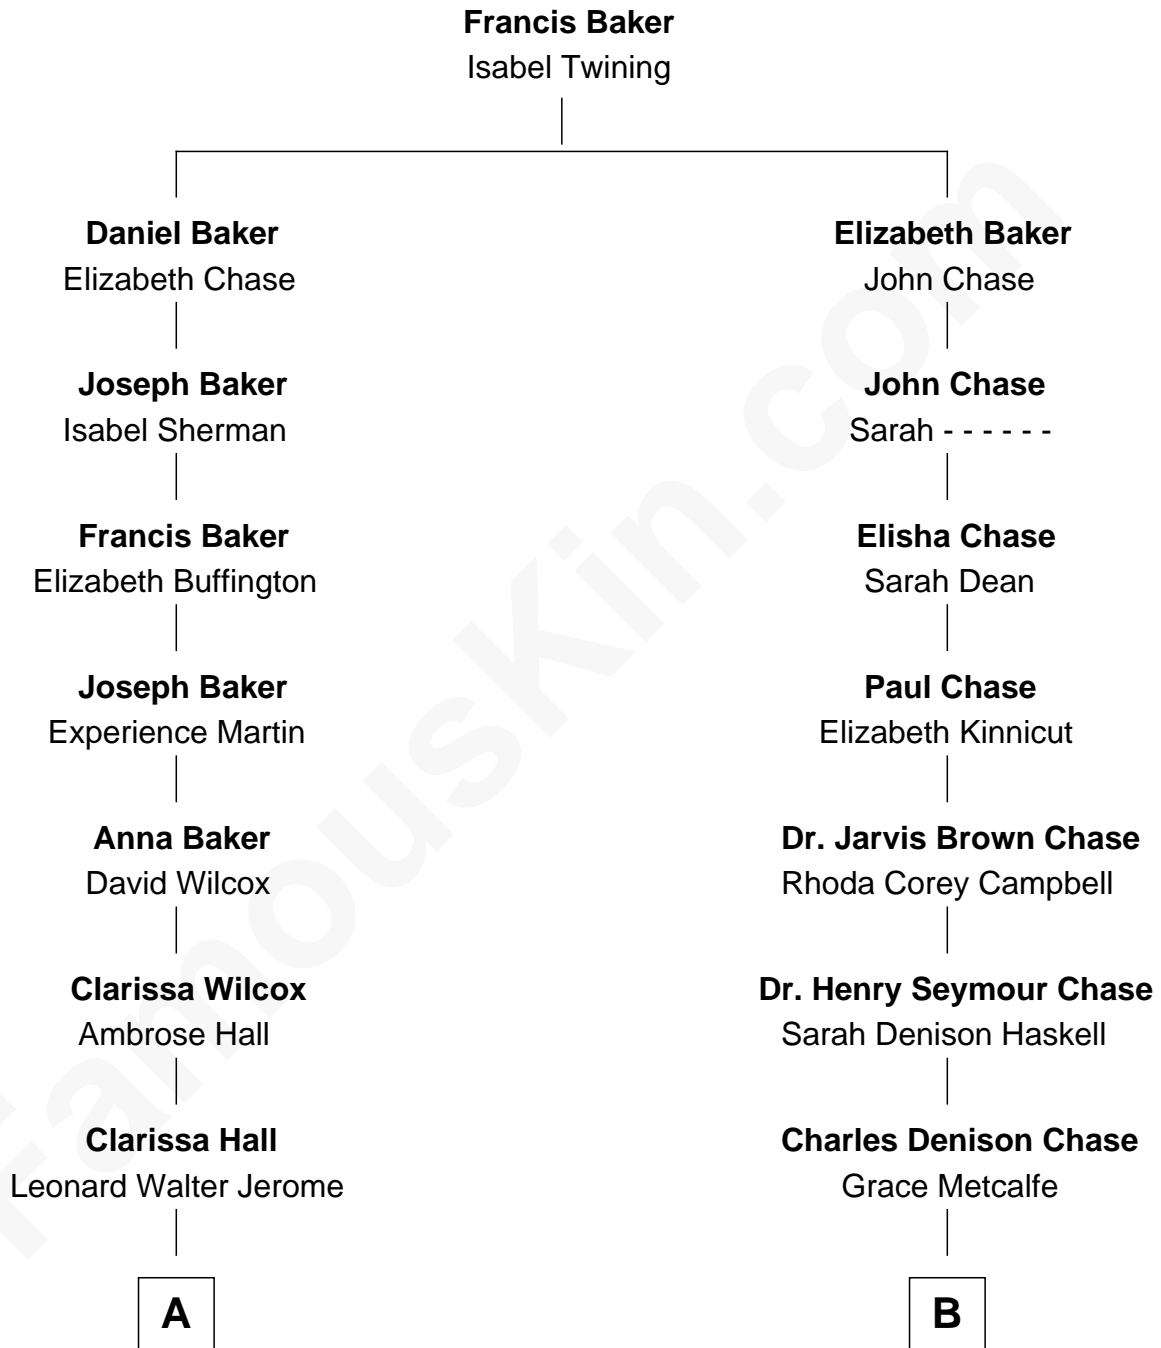 Francis Baker
Isabel Twining
Daniel Baker
Elizabeth Chase
Elizabeth Baker
John Chase
Joseph Baker
Isabel Sherman
John Chase
Sarah - - - - - -
Francis Baker
Elizabeth Buffington
Elisha Chase
Sarah Dean
Joseph Baker
Experience Martin
Paul Chase
Elizabeth Kinnicut
Anna Baker
David Wilcox
Dr. Jarvis Brown Chase
Rhoda Corey Campbell
Clarissa Wilcox
Ambrose Hall
Dr. Henry Seymour Chase
Sarah Denison Haskell
Clarissa Hall
Leonard Walter Jerome
Charles Denison Chase
Grace Metcalfe
A
B
FamousKin.com